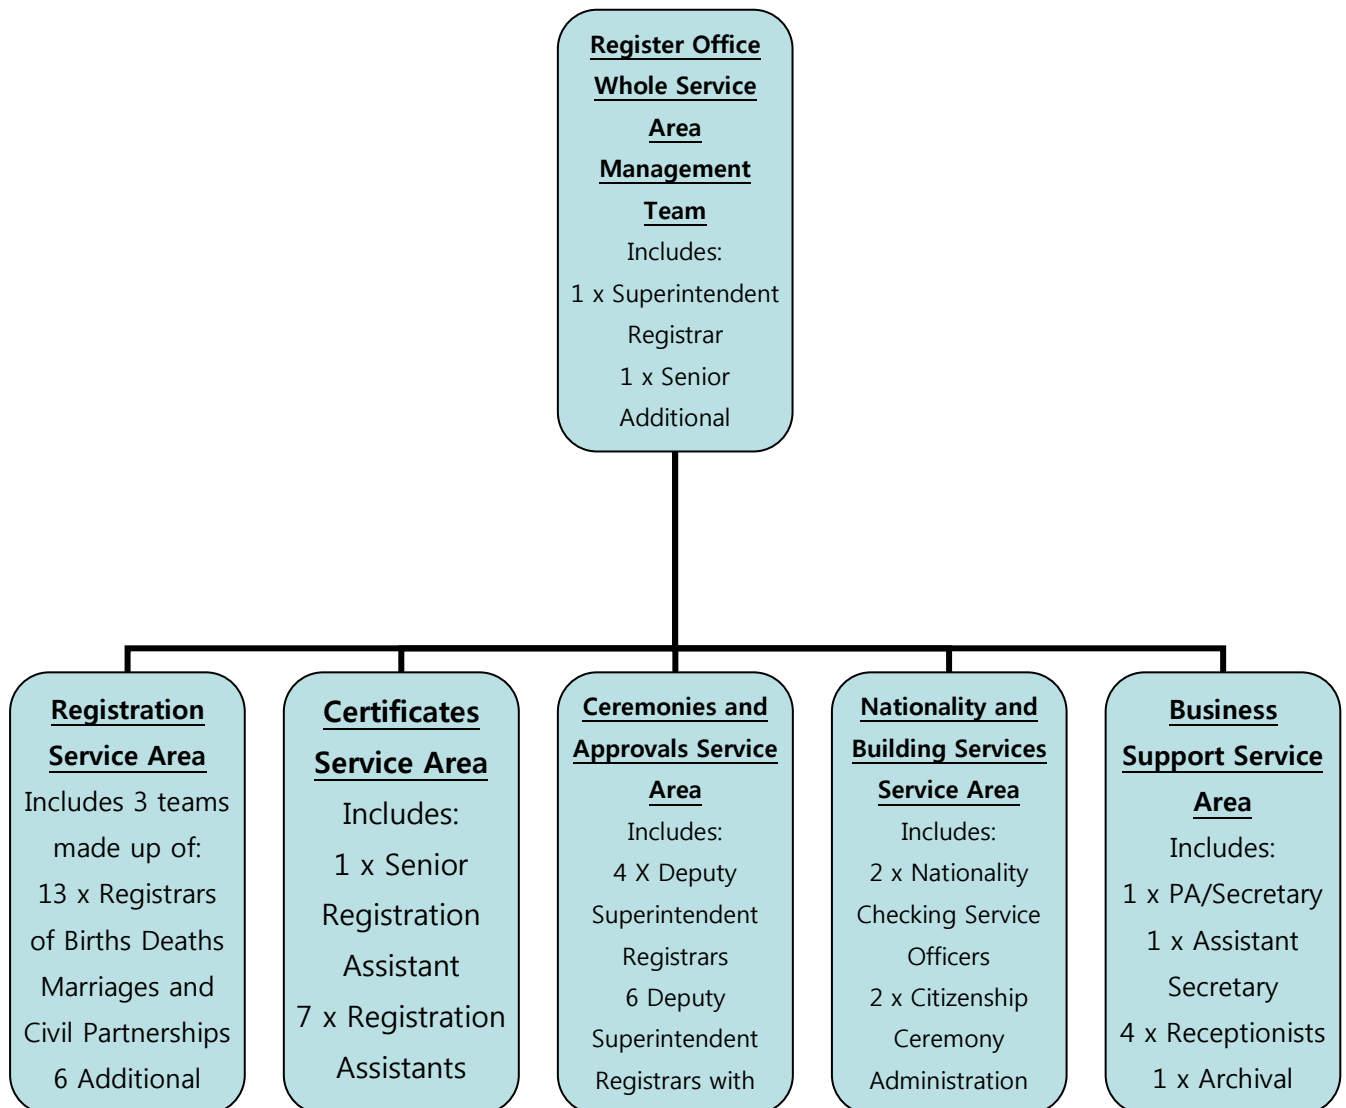 Register Office
Whole Service
Area
Management
Team
Includes:
1 x Superintendent
Registrar
1 x Senior
Additional
Registration
Service Area
Includes 3 teams
made up of:
13 x Registrars
of Births Deaths
Marriages and
Civil Partnerships
6 Additional
Certificates
Service Area
Includes:
1 x Senior
Registration
Assistant
7 x Registration
Assistants
Ceremonies and
Approvals Service
Area
Includes:
4 X Deputy
Superintendent
Registrars
6 Deputy
Superintendent
Registrars with
Nationality and
Building Services
Service Area
Includes:
2 x Nationality
Checking Service
Officers
2 x Citizenship
Ceremony
Administration
Business
Support Service
Area
Includes:
1 x PA/Secretary
1 x Assistant
Secretary
4 x Receptionists
1 x Archival